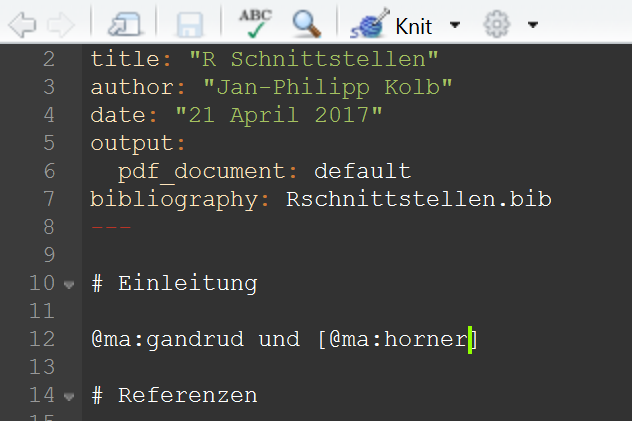 ABC
Knit
2 title: "R Schnittstellen"
3 author: "Jan-Philipp Kolb"
4 date: "21 April 2017"
5 output:
6   pdf_document: default
7 bibliography: Rschnittstellen.bib
8 ---
9
10 # Einleitung
11
12 @ma:gandrud und [@ma:horner]
13
14 # Referenzen
15